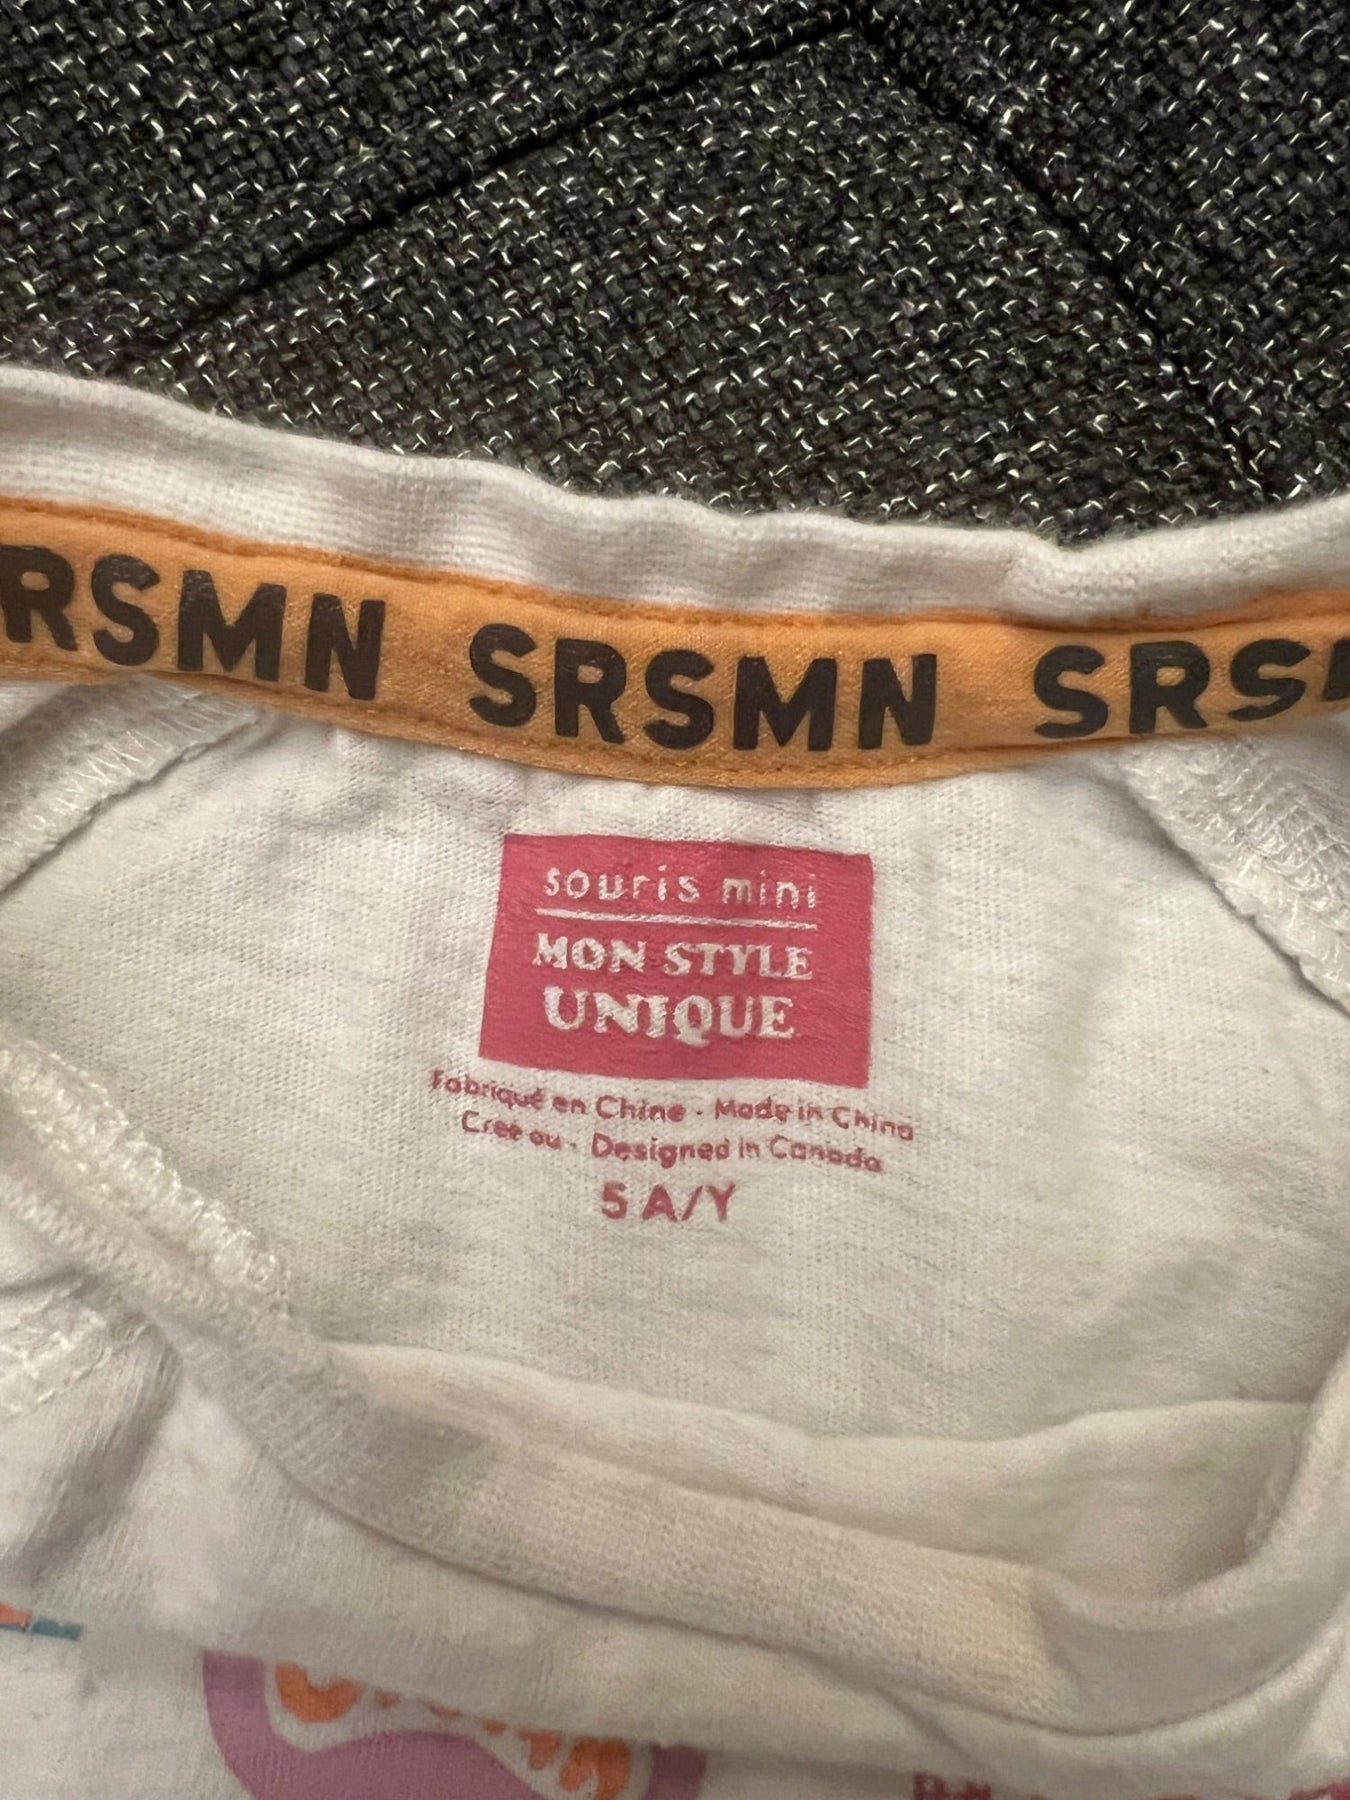 RSMN SRSMN SRS
souris mini
MON STYLE
UNIQUE
Fabriqué en Chine · Made in China
Créé au · Designed in Canada
5 A/Y